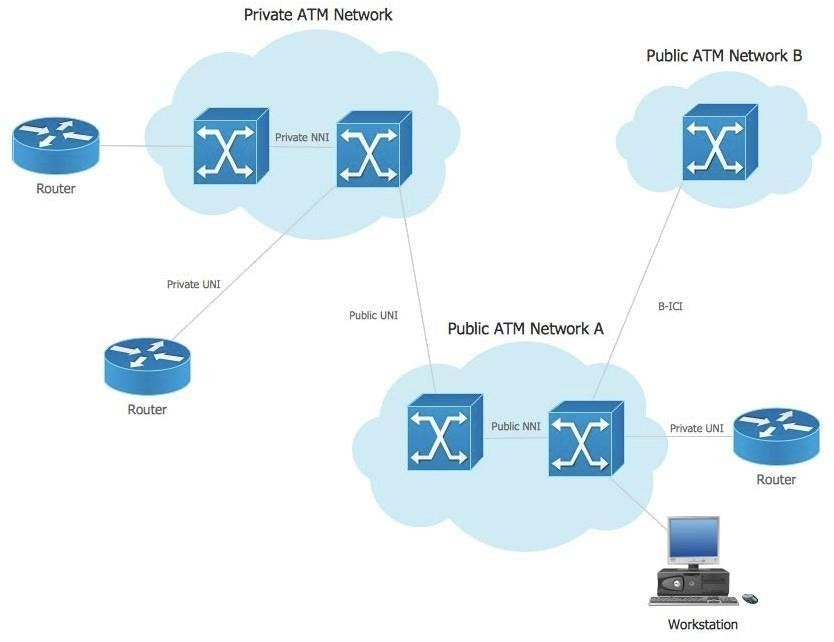 Private ATM Network
Public ATM Network B
Private NNI
Router
Private UNI
B-ICI
Public UNI
Public ATM Network A
Router
Public NNI
Private UNI
Router
Workstation